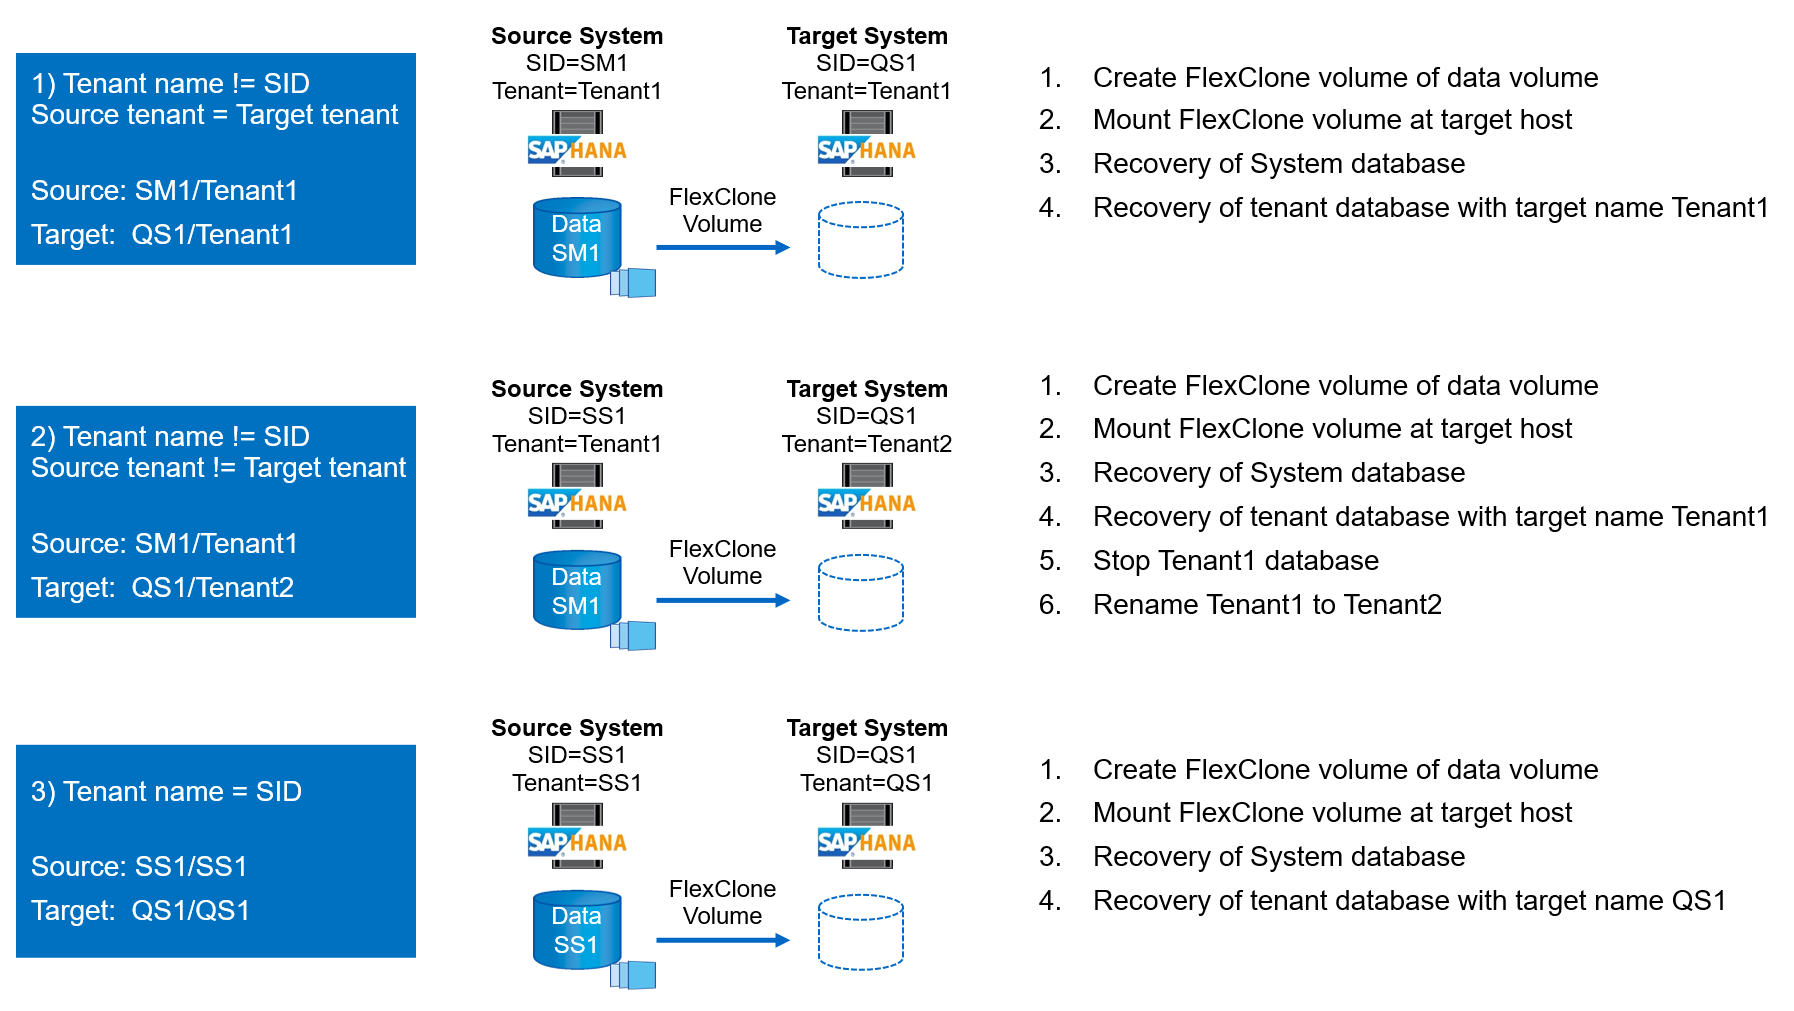 1) Tenant name != SID
Source tenant = Target tenant
Source: SM1/Tenant1
Target: QS1/Tenant1
Source System
SID=SM1
Tenant=Tenant1
SAP HANA
Data
SM1
FlexClone
Volume
Target System
SID=QS1
Tenant=Tenant1
SAP HANA
1. Create FlexClone volume of data volume
2. Mount FlexClone volume at target host
3. Recovery of System database
4. Recovery of tenant database with target name Tenant1
2) Tenant name != SID
Source tenant != Target tenant
Source: SM1/Tenant1
Target: QS1/Tenant2
Source System
SID=SS1
Tenant=Tenant1
SAP HANA
Data
SM1
FlexClone
Volume
Target System
SID=QS1
Tenant=Tenant2
SAP HANA
1. Create FlexClone volume of data volume
2. Mount FlexClone volume at target host
3. Recovery of System database
4. Recovery of tenant database with target name Tenant1
5. Stop Tenant1 database
6. Rename Tenant1 to Tenant2
3) Tenant name = SID
Source: SS1/SS1
Target: QS1/QS1
Source System
SID=SS1
Tenant=SS1
SAP HANA
Data
SS1
FlexClone
Volume
Target System
SID=QS1
Tenant=QS1
SAP HANA
1. Create FlexClone volume of data volume
2. Mount FlexClone volume at target host
3. Recovery of System database
4. Recovery of tenant database with target name QS1